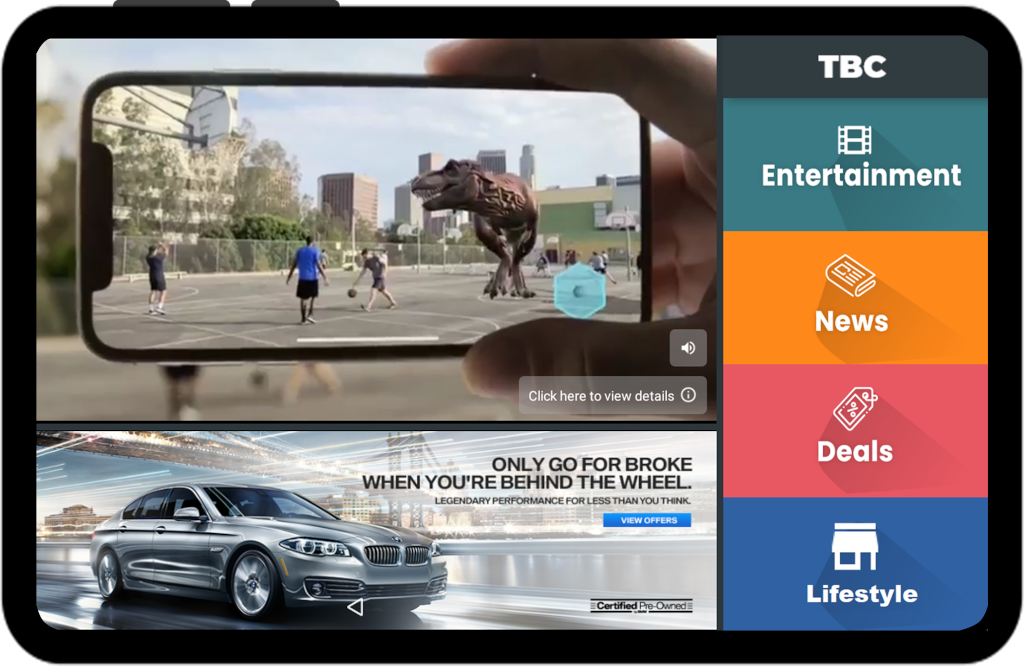 Click here to view details
ONLY GO FOR BROKE
WHEN YOU'RE BEHIND THE WHEEL.
LEGENDARY PERFORMANCE FOR LESS THAN YOU THINK.
VIEW OFFERS
Certified Pre-Owned
TBC
Entertainment
News
Deals
Lifestyle